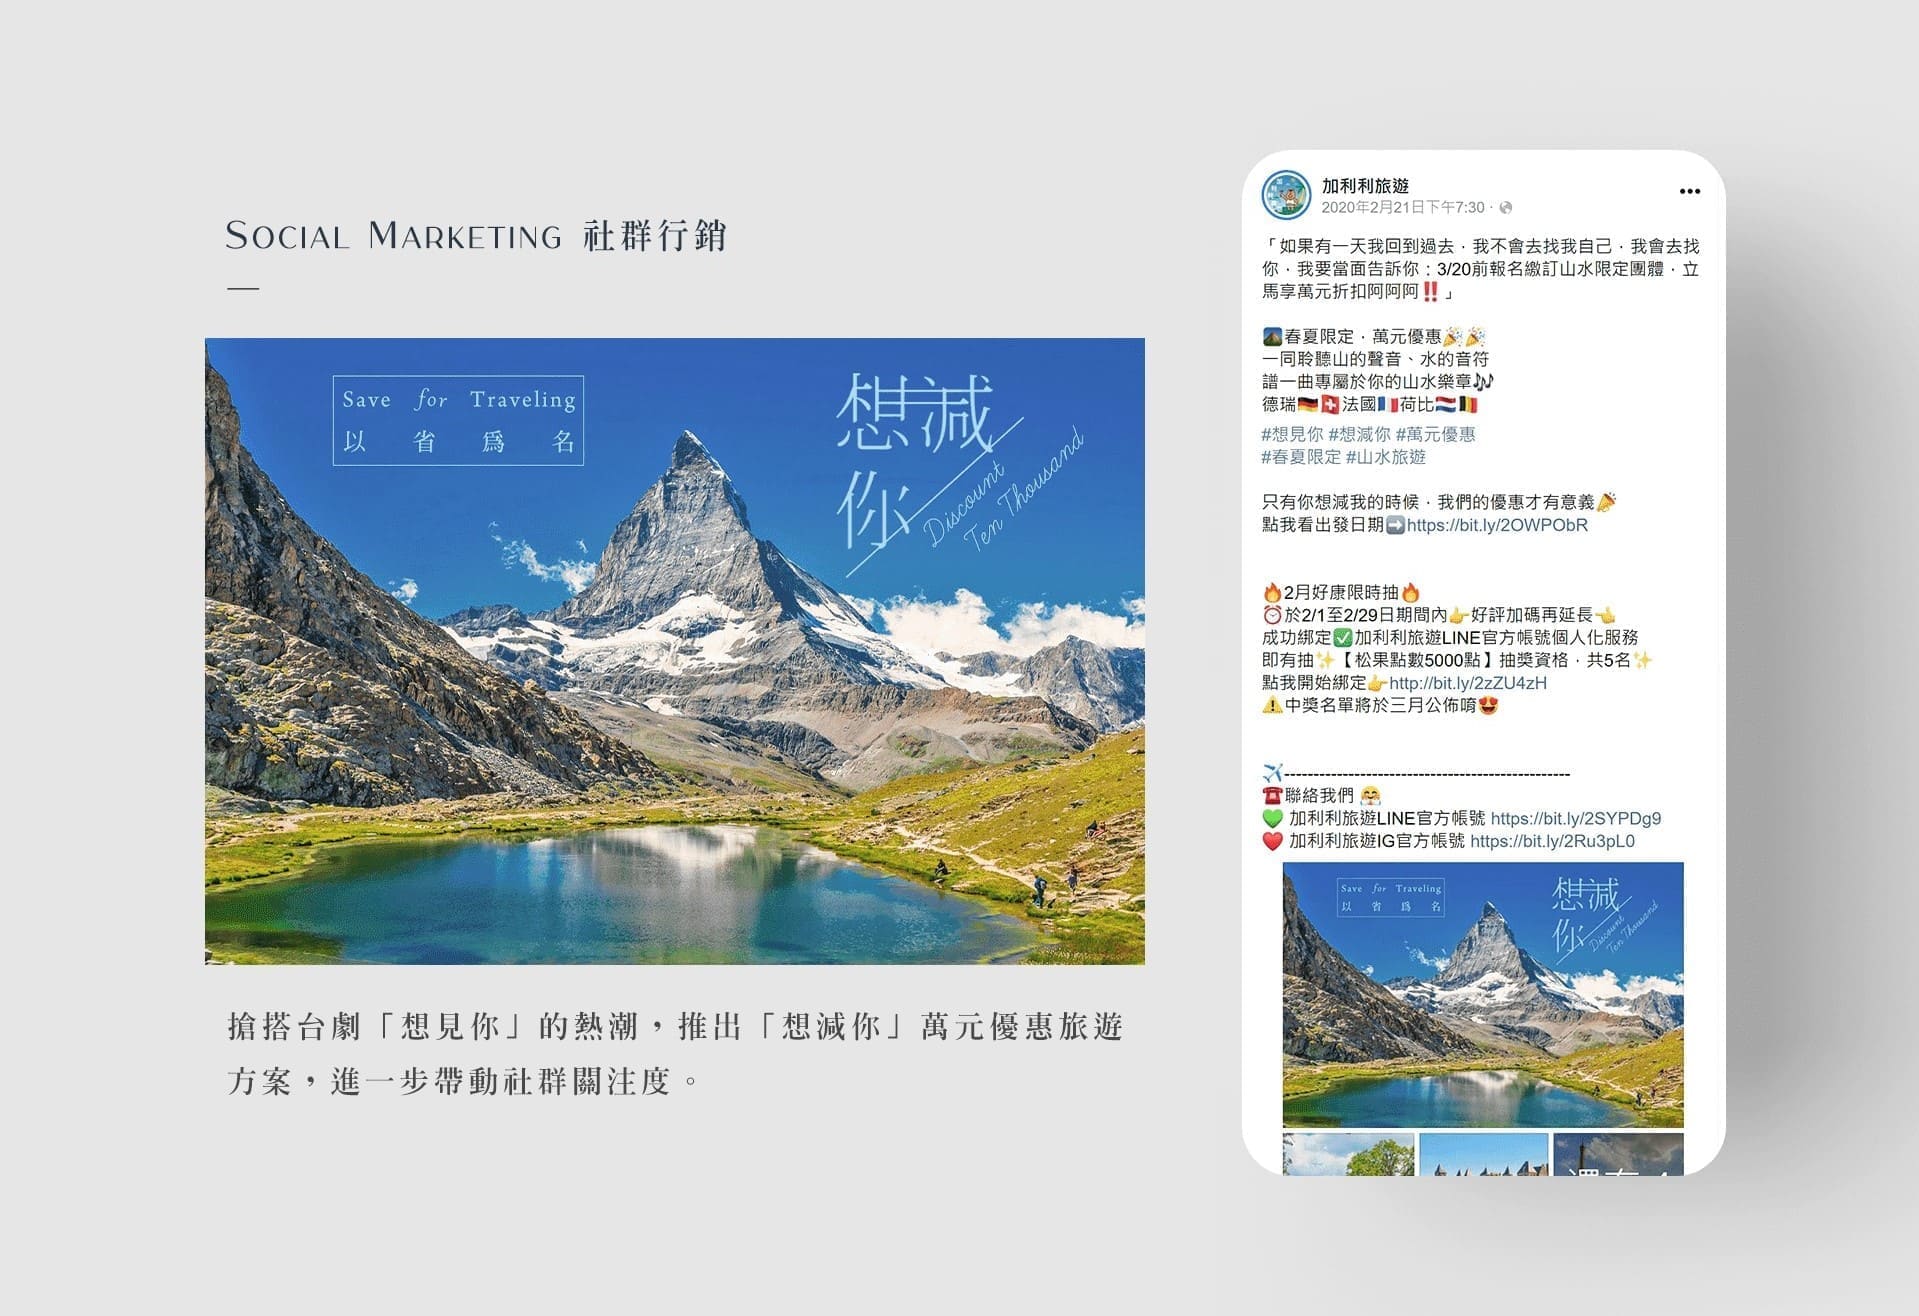 SOCIAL MARKETING 社群行銷
Save for Traveling
以省為名
想減你
Discount
Ten Thousand
搶搭台劇「想見你」的熱潮，推出「想減你」萬元優惠旅遊
方案，進一步帶動社群關注度。
加利利旅遊
2020年2月21日下午7:30 ·
「如果有一天我回到過去．我不會去找我自己．我會去找
你．我要當面告訴你：3/20前報名繳訂山水限定團體．立
馬享萬元折扣阿阿阿‼️」
🌋春夏限定．萬元優惠🎉🎉
一同聆聽山的聲音、水的音符
譜一曲專屬於你的山水樂章🎶
德瑞🇩🇪🇨🇭法國🇫🇷荷比🇳🇱🇧🇪
#想見你 #想減你 #萬元優惠
#春夏限定 #山水旅遊
只有你想減我的時候．我們的優惠才有意義🎉
點我看出發日期➡️https://bit.ly/2OWPObR
🔥2月好康限時抽🔥
⏰於2/1至2/29日期間內👉好評加碼再延長👈
成功綁定✅加利利旅遊LINE官方帳號個人化服務
即有抽✨【松果點數5000點】抽獎資格．共5名✨
點我開始綁定👉http://bit.ly/2zZU4zH
⚠️中獎名單將於三月公佈唷😍
✈️------------------------------------------------
☎️聯絡我們 🤗
💚 加利利旅遊LINE官方帳號 https://bit.ly/2SYPDg9
❤️ 加利利旅遊IG官方帳號 https://bit.ly/2Ru3pL0
Save for Traveling
以省為名
想減你
Discount
Ten Thousand